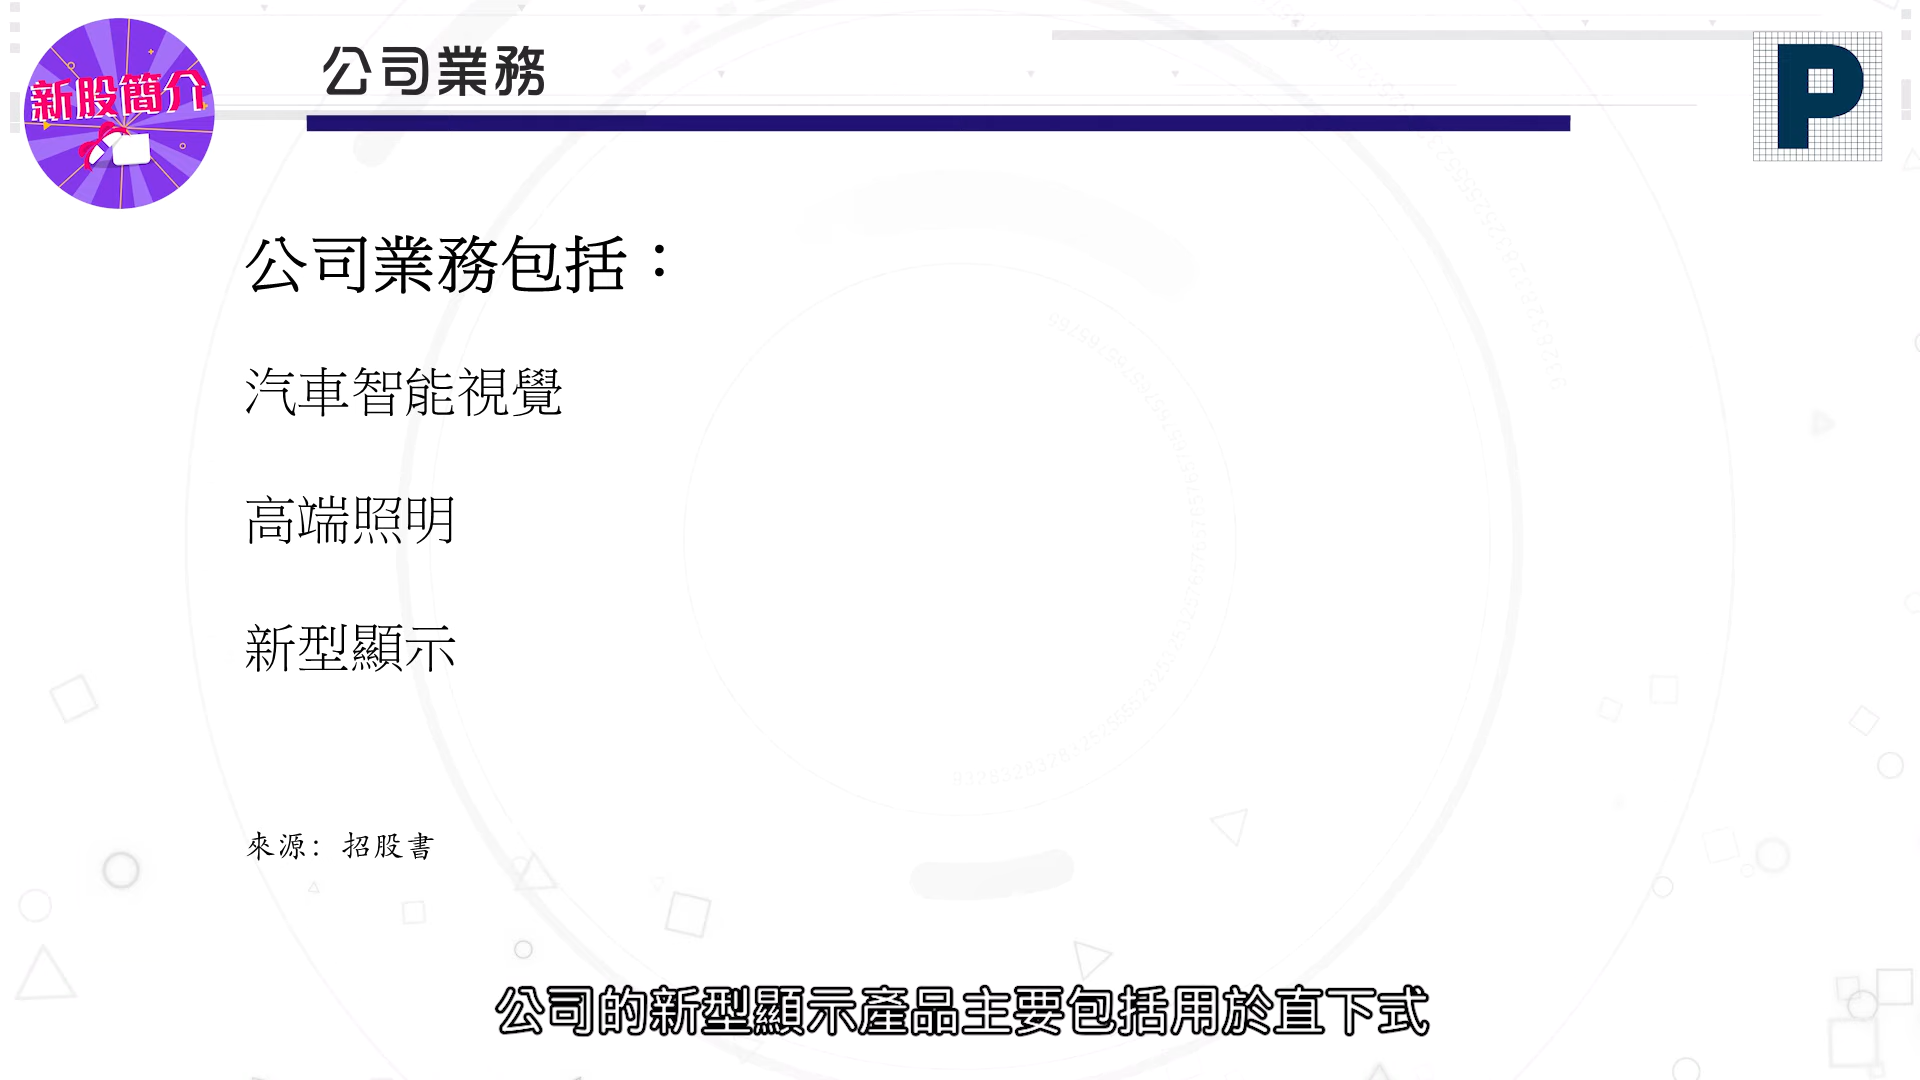 新股簡介
公司業務
P
公司業務包括：
汽車智能視覺
高端照明
新型顯示
來源：招股書
公司的新型顯示產品主要包括用於直下式